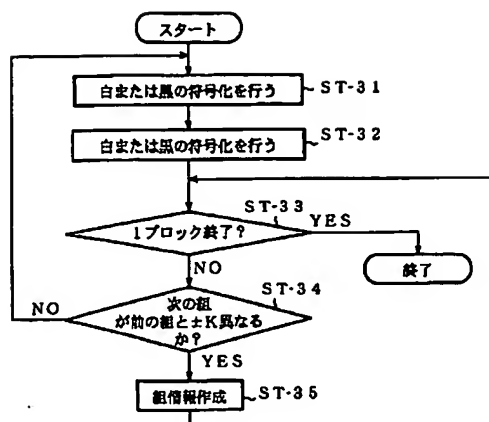 スタート
白または黒の符号化を行う ST-31
白または黒の符号化を行う ST-32
1ブロック終了? ST-33
YES
終了
NO
次の組
が前の組と±K異なる
か?
ST-34
NO
YES
組情報作成 ST-35